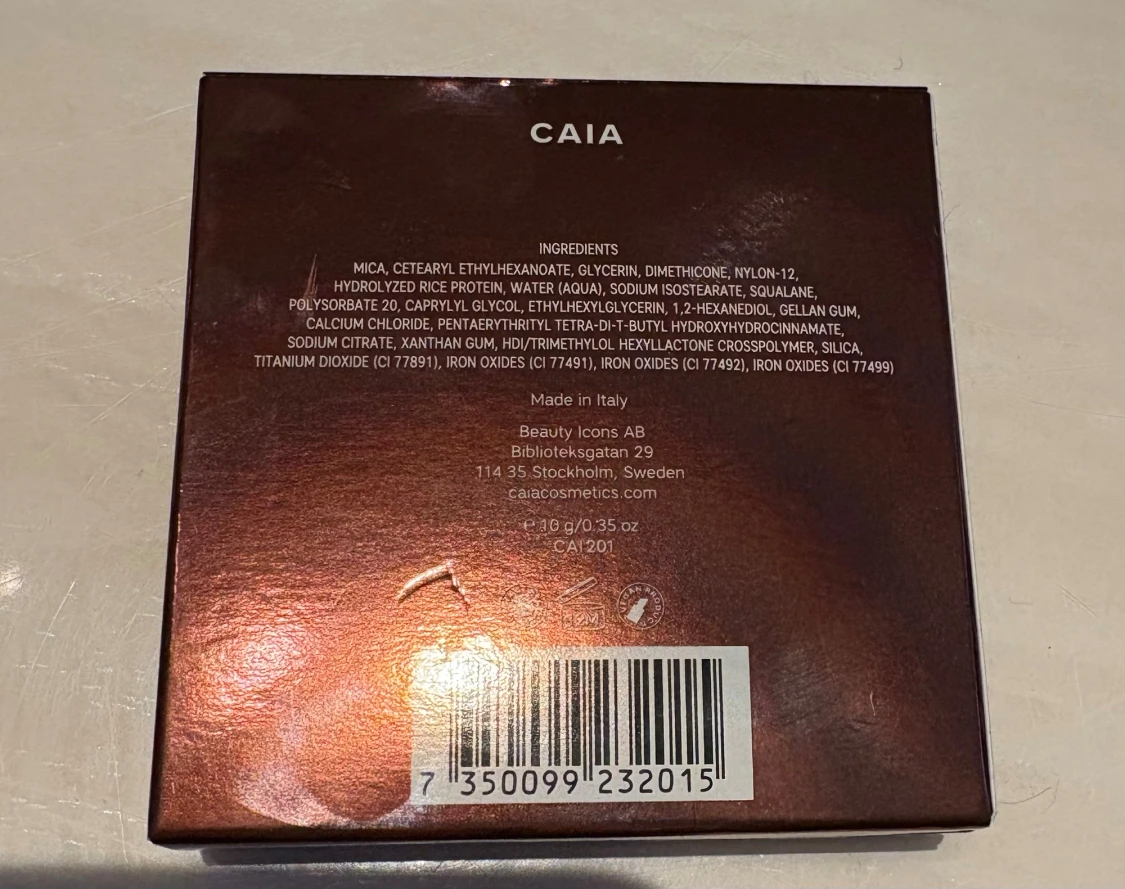 CAIA
INGREDIENTS
MICA, CETEARYL ETHYLHEXANOATE, GLYCERIN, DIMETHICONE, NYLON-12,
HYDROLYZED RICE PROTEIN, WATER (AQUA), SODIUM ISOSTEARATE, SQUALANE,
POLYSORBATE 20, CAPRYLYL GLYCOL, ETHYLHEXYLGLYCERIN, 1,2-HEXANEDIOL, GELLAN GUM,
CALCIUM CHLORIDE, PENTAERYTHRITYL TETRA-DI-T-BUTYL HYDROXYHYDROCINNAMATE,
SODIUM CITRATE, XANTHAN GUM, HDI/TRIMETHYLOL HEXYLLACTONE CROSSPOLYMER, SILICA,
TITANIUM DIOXIDE (CI 77891), IRON OXIDES (CI 77491), IRON OXIDES (CI 77492), IRON OXIDES (CI 77499)
Made in Italy
Beauty Icons AB
Biblioteksgatan 29
114 35 Stockholm, Sweden
caiacosmetics.com
℮ 10 g/0.35 oz
CAI201
12M
VEGAN PRODUCT
7 350099 232015